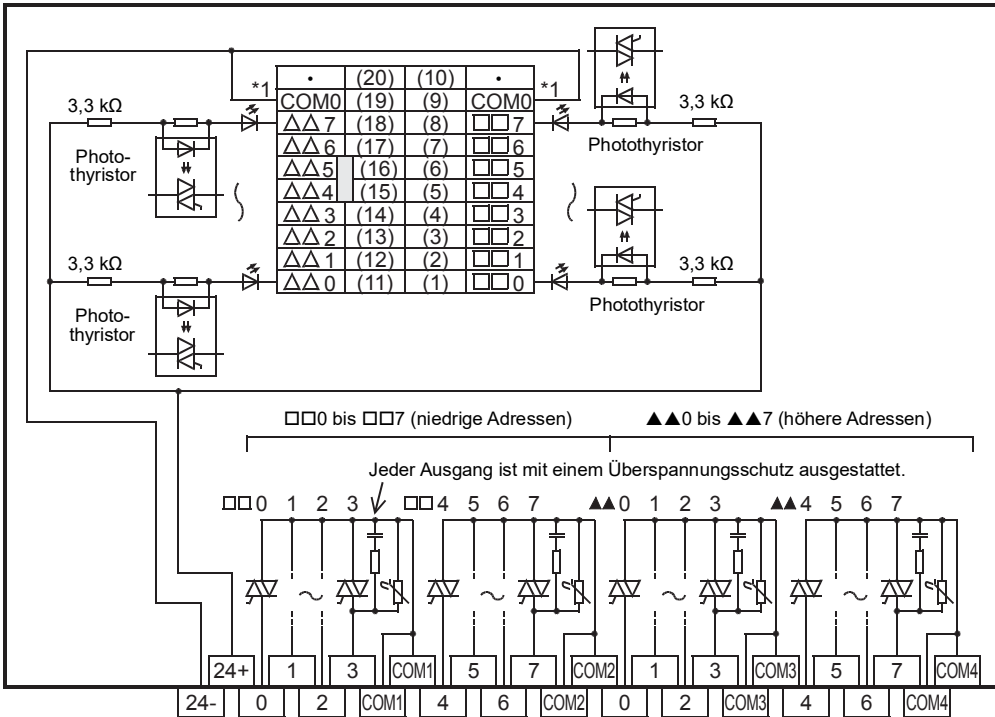 • (20) (10) •
*1 COM0 (19) (9) COM0 *1
3,3 kΩ △△7 (18) (8) □□7 3,3 kΩ
Photo-
thyristor
Photothyristor
△△6 (17) (7) □□6
△△5 (16) (6) □□5
△△4 (15) (5) □□4
△△3 (14) (4) □□3
△△2 (13) (3) □□2
△△1 (12) (2) □□1
3,3 kΩ △△0 (11) (1) □□0 3,3 kΩ
Photo-
thyristor
Photothyristor
□□0 bis □□7 (niedrige Adressen) ▲▲0 bis ▲▲7 (höhere Adressen)
Jeder Ausgang ist mit einem Überspannungsschutz ausgestattet.
□□0 1 2 3 □□4 5 6 7 ▲▲0 1 2 3 ▲▲4 5 6 7
U U U U
24+ 1 3 COM1 5 7 COM2 1 3 COM3 5 7 COM4
24- 0 2 COM1 4 6 COM2 0 2 COM3 4 6 COM4